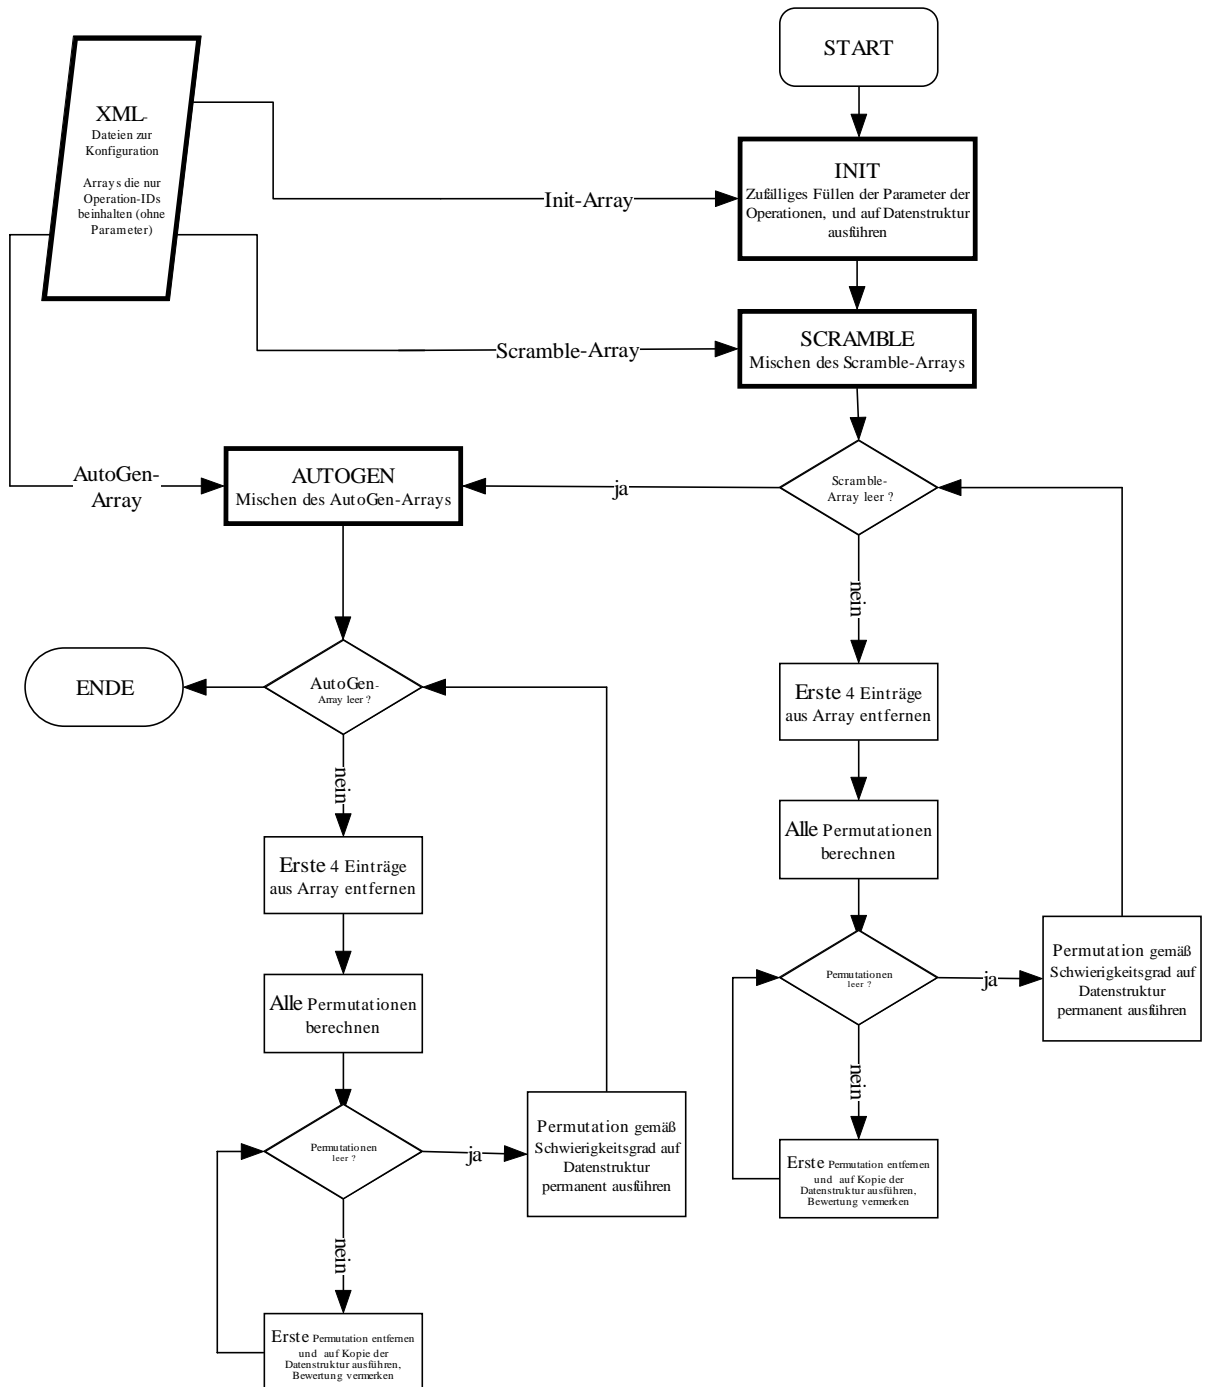 START
XML-
Dateien zur
Konfiguration
Arrays die nur
Operation-IDs
beinhalten (ohne
Parameter)
INIT
Zufälliges Füllen der Parameter der
Operationen, und auf Datenstruktur
ausführen
Init-Array
SCRAMBLE
Mischen des Scramble-Arrays
Scramble-Array
AutoGen-
Array
AUTOGEN
Mischen des AutoGen-Arrays
ja
Scramble-
Array leer ?
nein
ENDE
AutoGen-
Array leer ?
Erste 4 Einträge
aus Array entfernen
nein
Alle Permutationen
berechnen
Erste 4 Einträge
aus Array entfernen
Permutationen
leer ?
ja
Permutation gemäß
Schwierigkeitsgrad auf
Datenstruktur
permanent ausführen
Alle Permutationen
berechnen
nein
Permutationen
leer ?
ja
Permutation gemäß
Schwierigkeitsgrad auf
Datenstruktur
permanent ausführen
Erste Permutation entfernen
und auf Kopie der
Datenstruktur ausführen,
Bewertung vermerken
nein
Erste Permutation entfernen
und auf Kopie der
Datenstruktur ausführen,
Bewertung vermerken